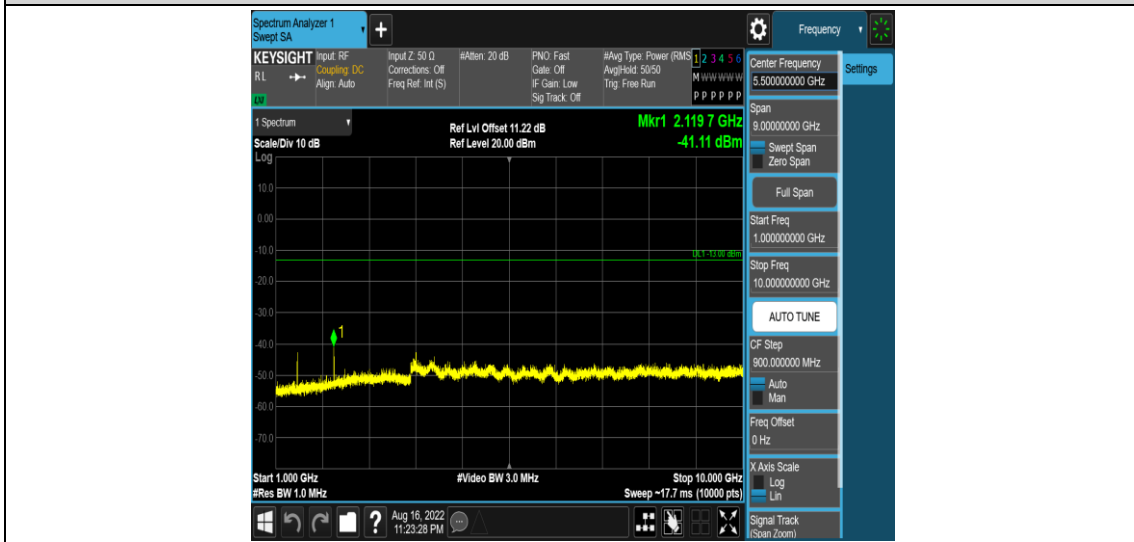 Spectrum Analyzer 1
Swept SA
+
Frequency
KEYSIGHT
RL
LXI
Input: RF
Coupling: DC
Align: Auto
Input Z: 50 Ω
Corrections: Off
Freq Ref: Int (S)
#Atten: 20 dB
PNO: Fast
Gate: Off
IF Gain: Low
Sig Track: Off
#Avg Type: Power (RMS
Avg|Hold: 50/50
Trig: Free Run
1 2 3 4 5 6
M W W W W W
P P P P P P
1 Spectrum
Scale/Div 10 dB
Log
Ref Lvl Offset 11.22 dB
Ref Level 20.00 dBm
Mkr1 2.119 7 GHz
-41.11 dBm
10.0
0.00
-10.0
DL1 -13.00 dBm
-20.0
-30.0
1
-40.0
-50.0
-60.0
-70.0
Start 1.000 GHz
#Res BW 1.0 MHz
#Video BW 3.0 MHz
Stop 10.000 GHz
Sweep ~17.7 ms (10000 pts)
?
Aug 16, 2022
11:23:28 PM
Center Frequency
5.500000000 GHz
Settings
Span
9.00000000 GHz
Swept Span
Zero Span
Full Span
Start Freq
1.000000000 GHz
Stop Freq
10.000000000 GHz
AUTO TUNE
CF Step
900.000000 MHz
Auto
Man
Freq Offset
0 Hz
X Axis Scale
Log
Lin
Signal Track
(Span Zoom)